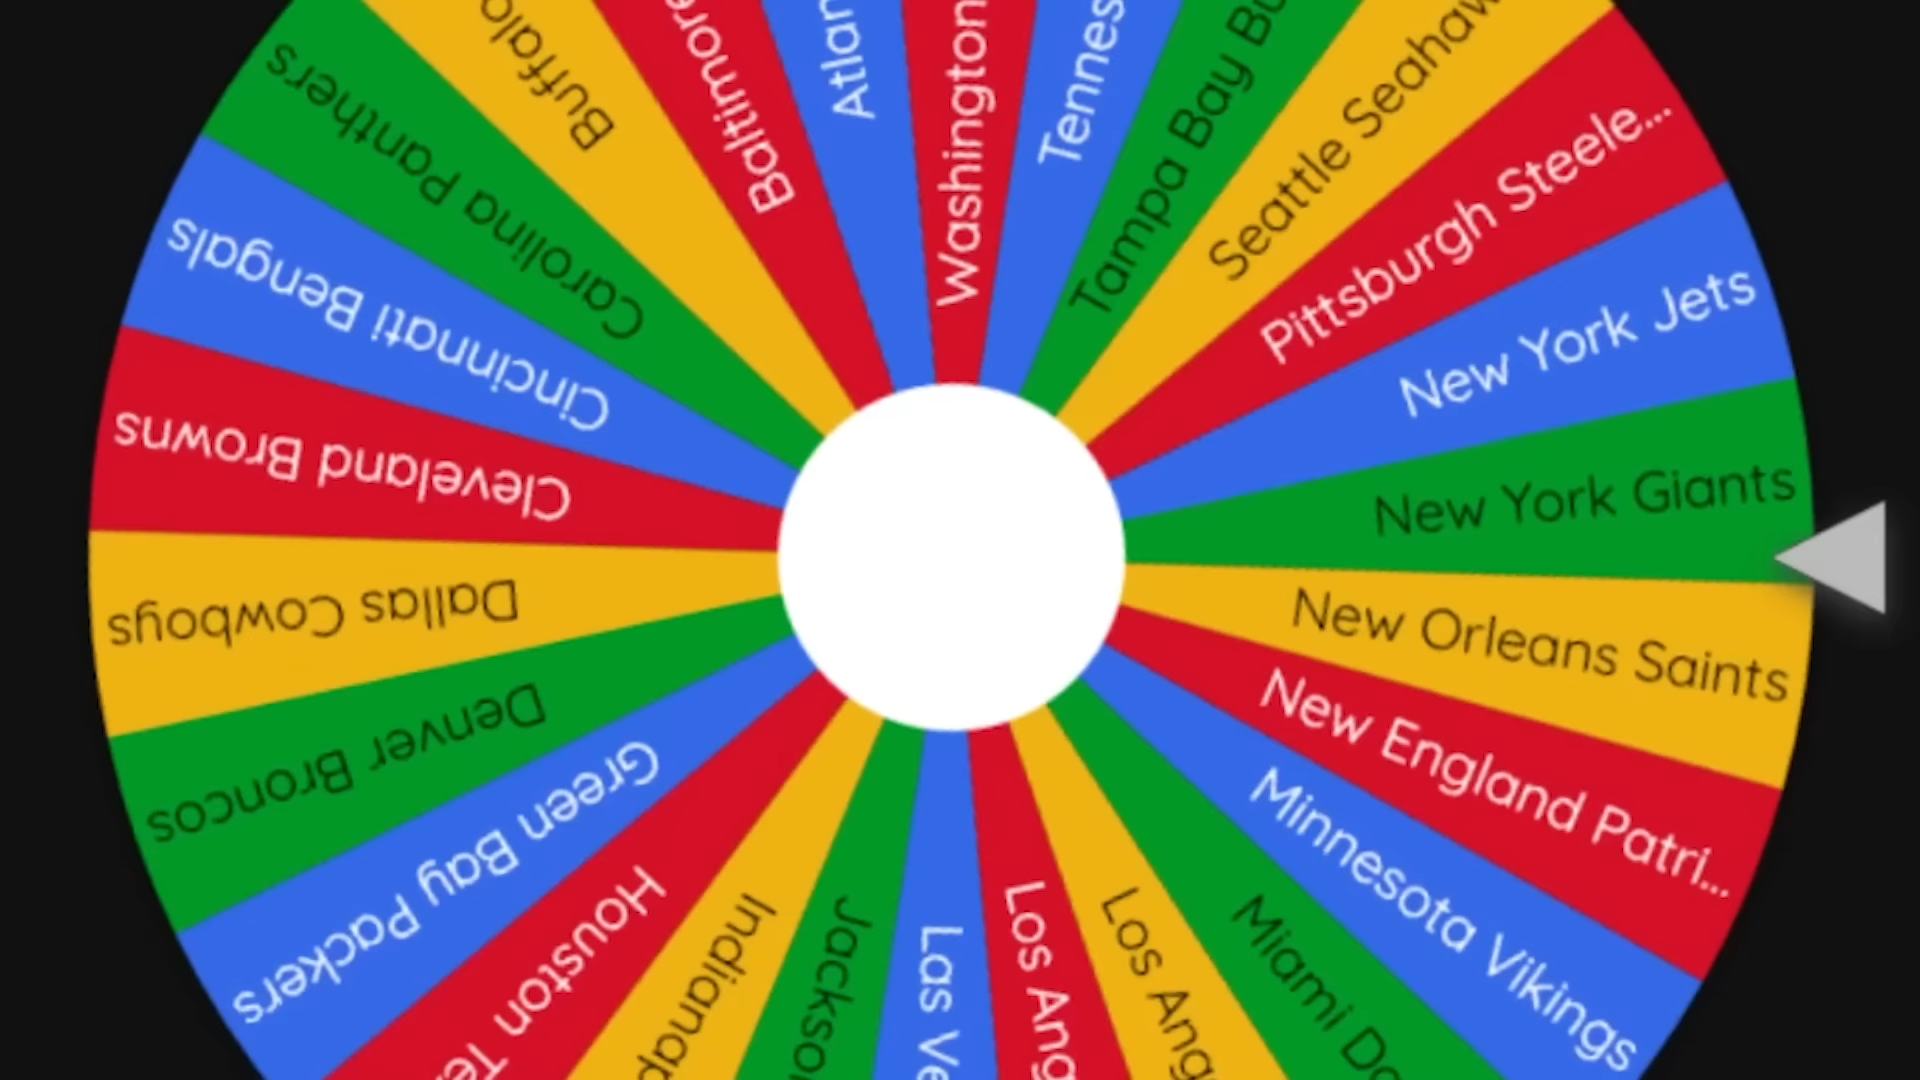 Washington
Tennes
Tampa Bay Bu
Seattle Seahaw
Pittsburgh Steele...
New York Jets
New York Giants
New Orleans Saints
New England Patri...
Minnesota Vikings
Miami Do
Los Ang
Los Ang
Las Ve
Jackso
Indianap
Houston Te
Green Bay Packers
Denver Broncos
Dallas Cowboys
Cleveland Browns
Cincinnati Bengals
Carolina Panthers
Buffalo
Baltimore
Atlan